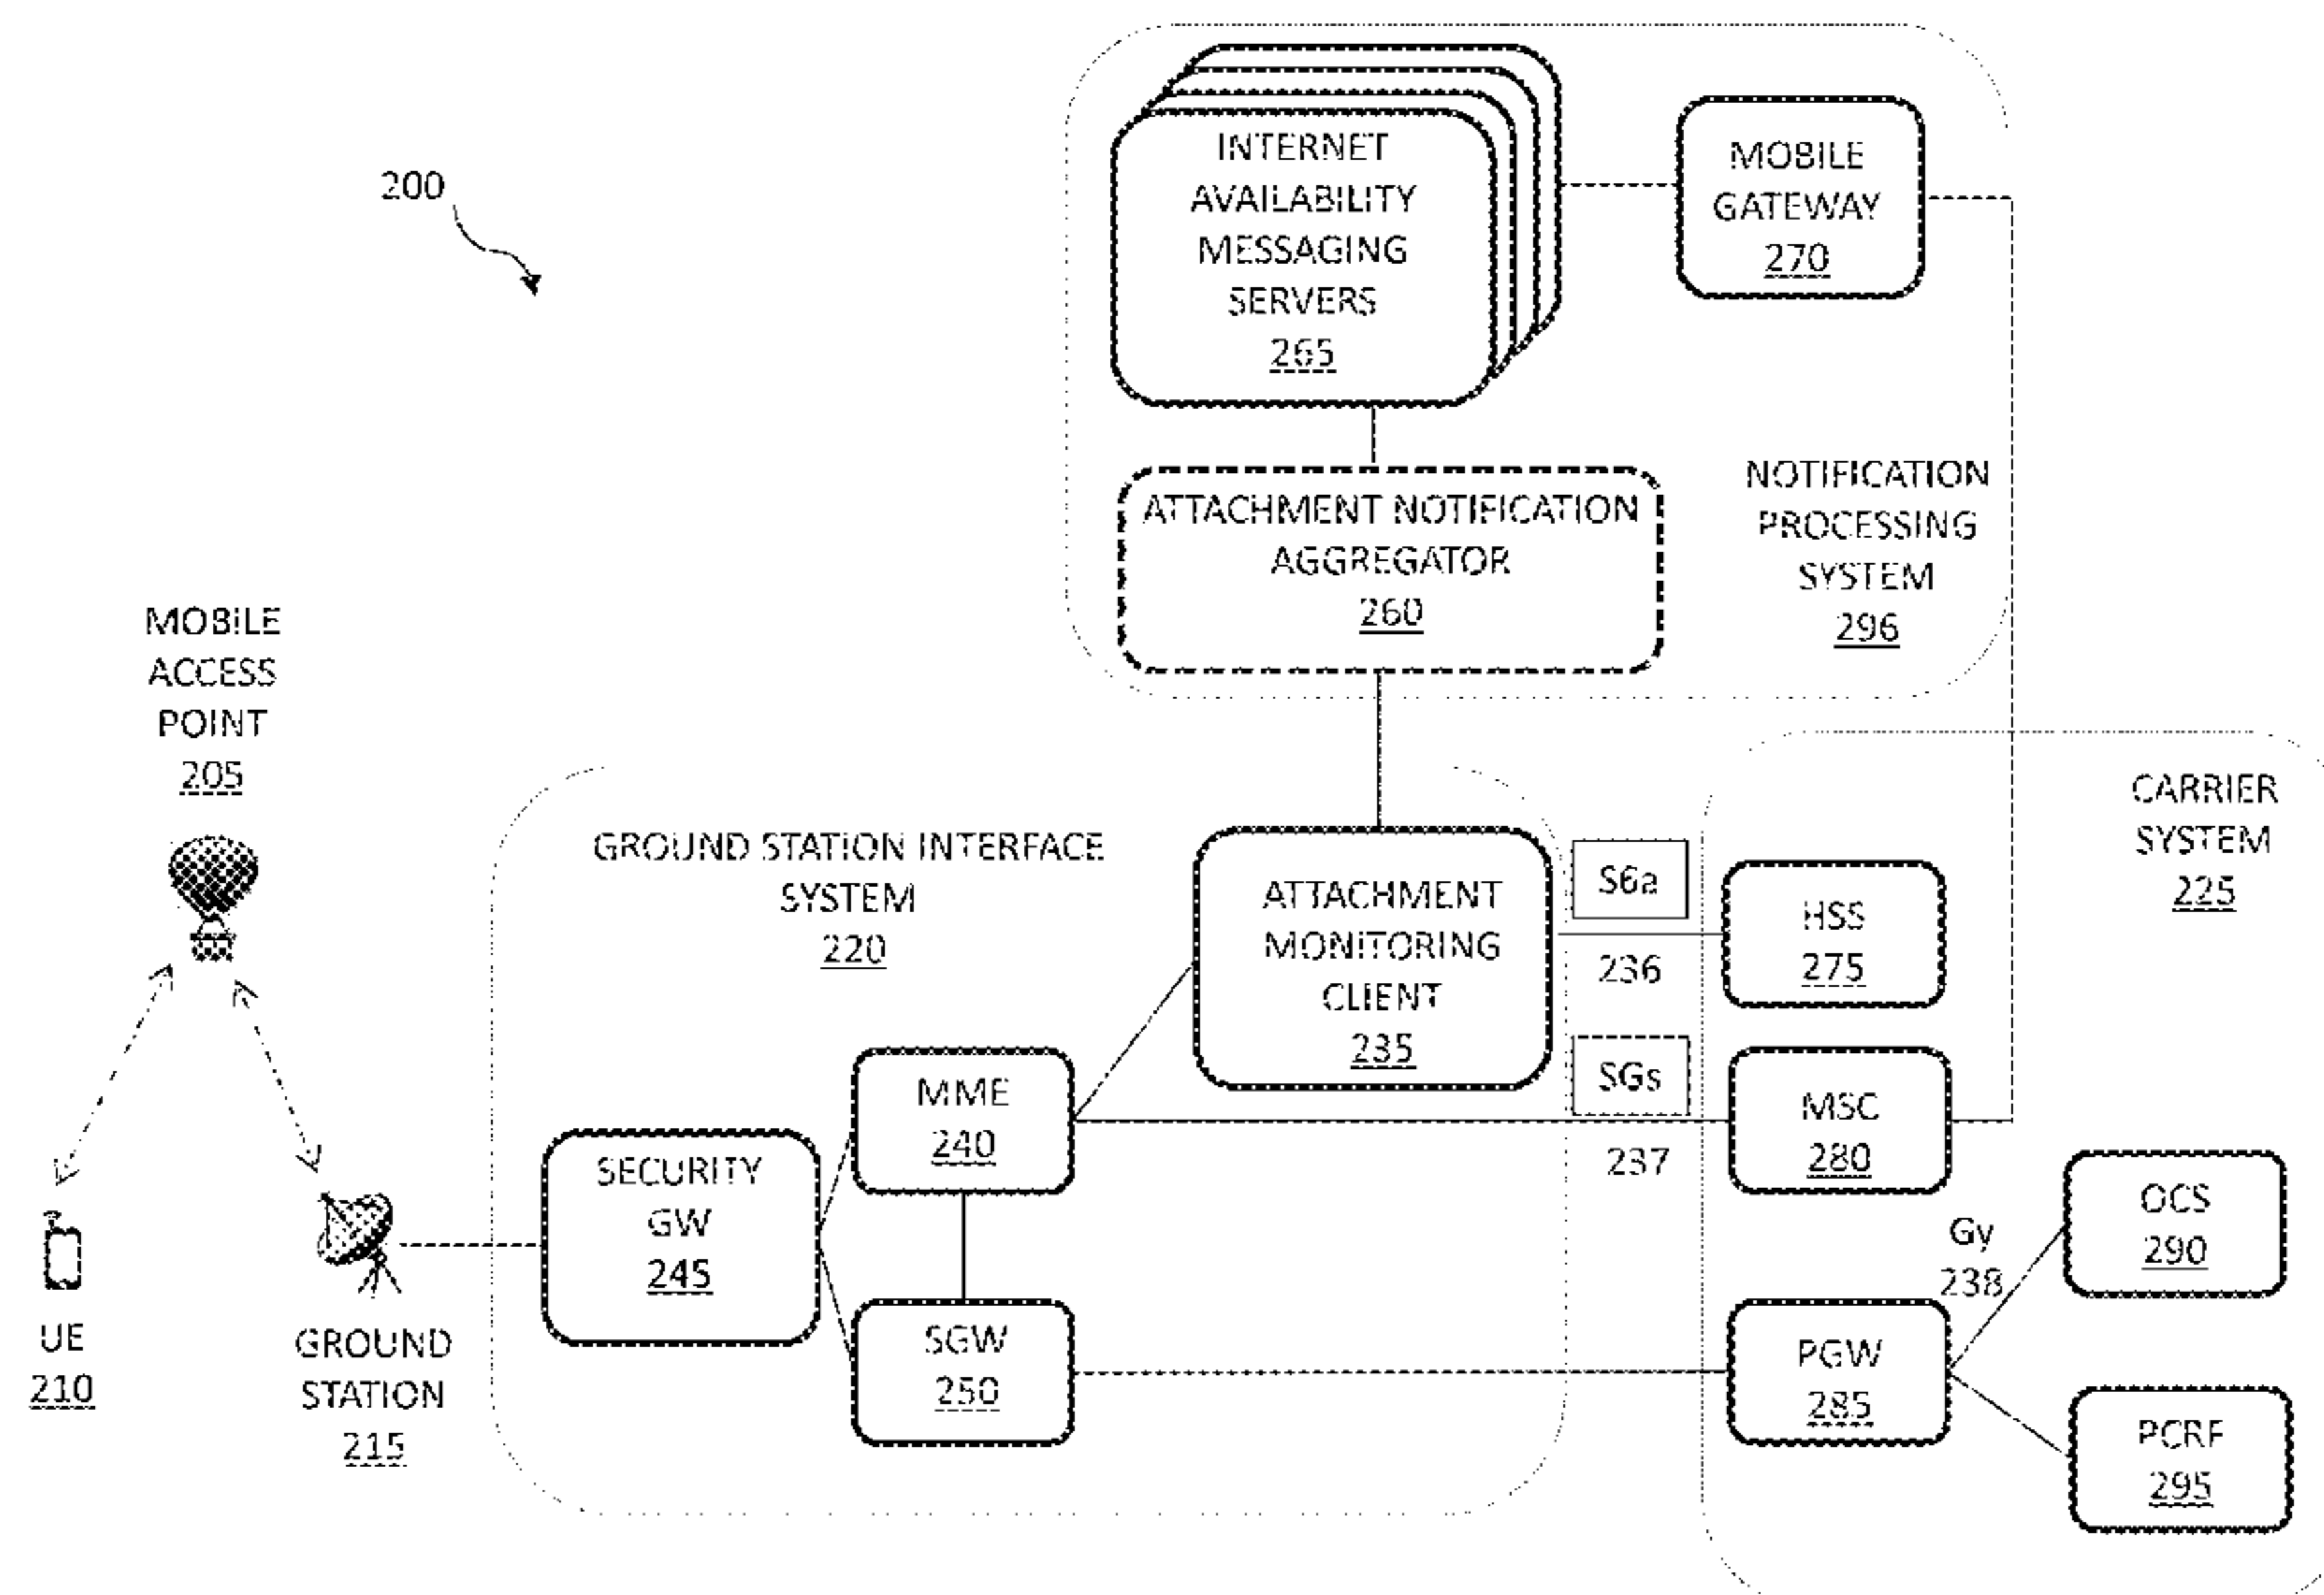 200
INTERNET
AVAILABILITY
MESSAGING
SERVERS
265
MOBILE
GATEWAY
270
ATTACHMENT NOTIFICATION
AGGREGATOR
260
NOTIFICATION
PROCESSING
SYSTEM
296
MOBILE
ACCESS
POINT
205
GROUND STATION INTERFACE
SYSTEM
220
ATTACHMENT
MONITORING
CLIENT
235
S6a
236
SGs
237
CARRIER
SYSTEM
225
HSS
275
MME
240
MSC
280
SECURITY
GW
245
OCS
290
Gy
238
UE
210
GROUND
STATION
215
SGW
250
PGW
285
PCRF
295